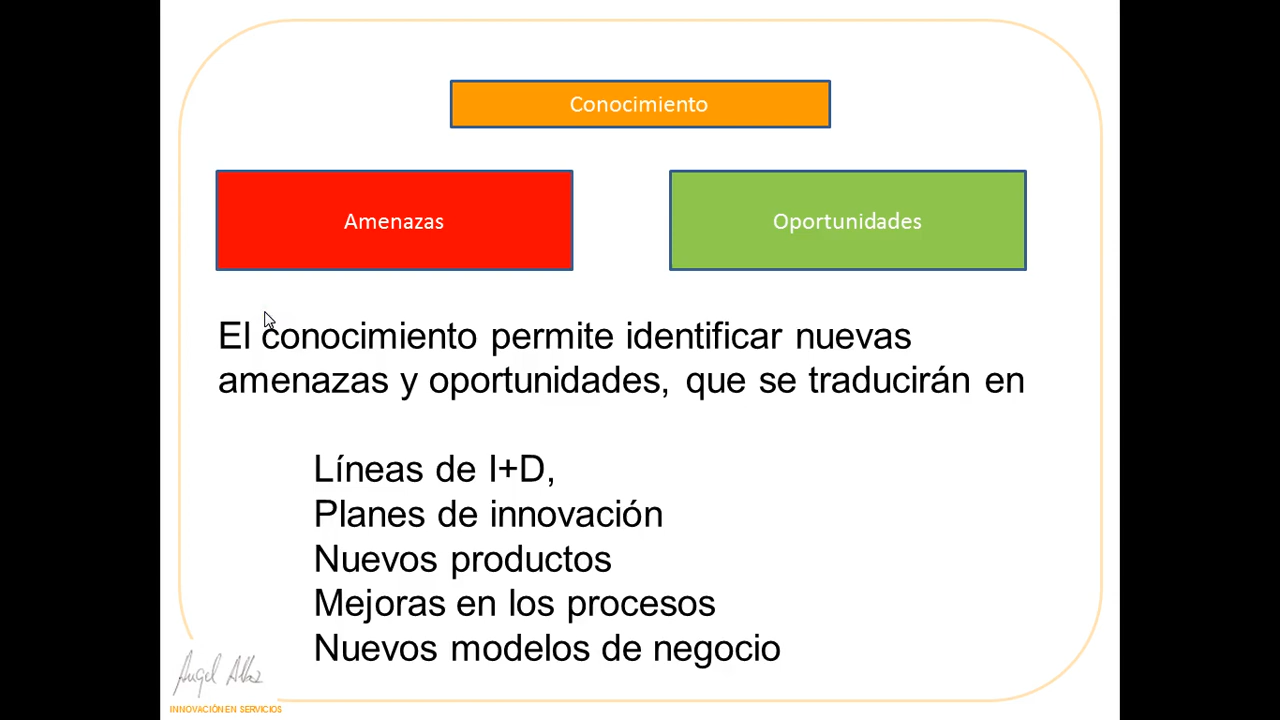 Conocimiento
Amenazas
Oportunidades
El conocimiento permite identificar nuevas
amenazas y oportunidades, que se traducirán en
Líneas de I+D,
Planes de innovación
Nuevos productos
Mejoras en los procesos
Nuevos modelos de negocio
Angel
INNOVACIÓN EN SERVICIOS